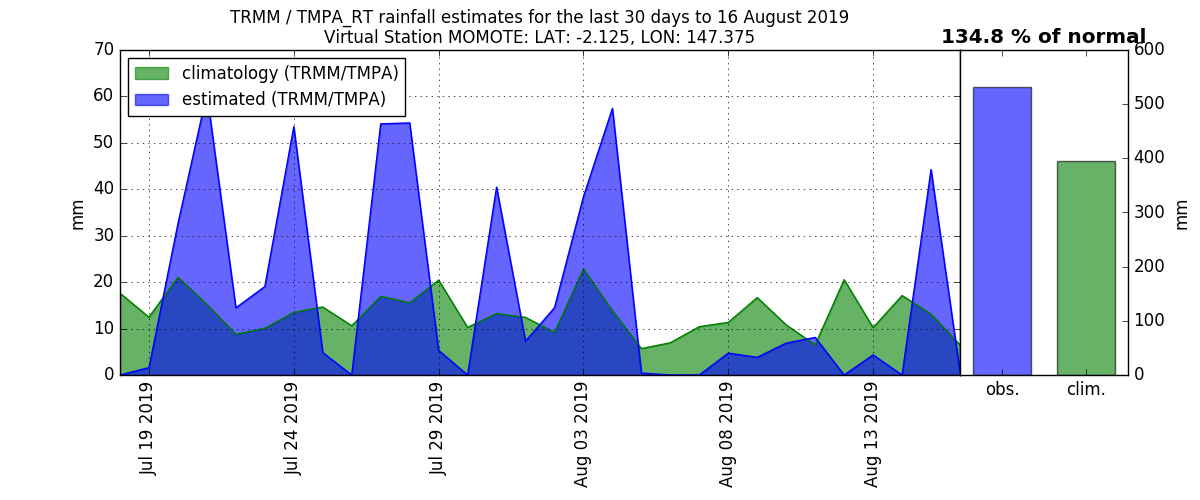 TRMM / TMPA_RT rainfall estimates for the last 30 days to 16 August 2019
Virtual Station MOMOTE: LAT: -2.125, LON: 147.375
134.8 % of normal
climatology (TRMM/TMPA)
estimated (TRMM/TMPA)
mm
70
60
50
40
30
20
10
0
Jul 19 2019
Jul 24 2019
Jul 29 2019
Aug 03 2019
Aug 08 2019
Aug 13 2019
obs.
clim.
600
500
400
300
200
100
0
mm